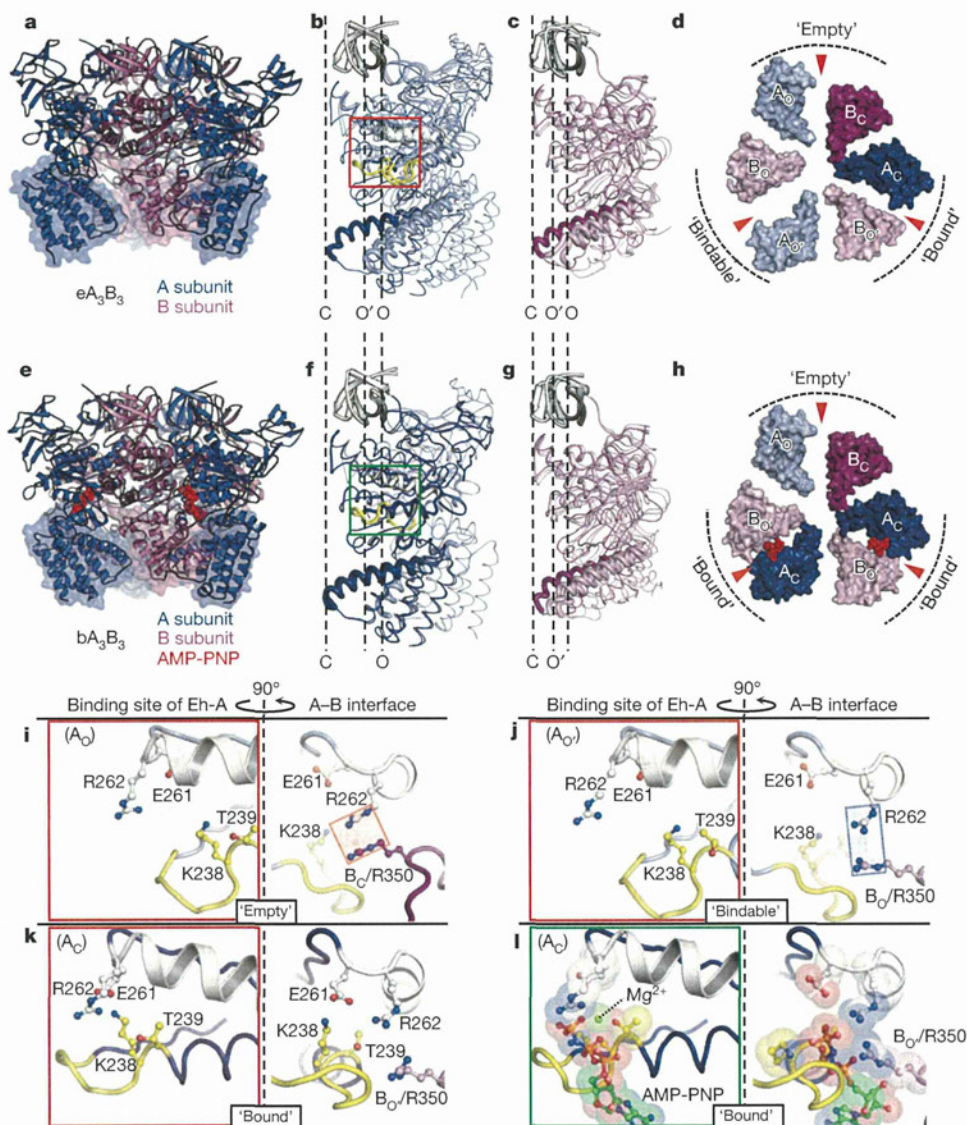 a
b
c
d
'Empty'
A_O
B_C
B_O
A_C
A_O'
B_O'
'Bindable'
'Bound'
eA₃B₃
A subunit
B subunit
C
O′
O
C
O′
O
e
f
g
h
'Empty'
A_O
B_C
B_O'
A_C
A_C
B_O'
'Bound'
'Bound'
bA₃B₃
A subunit
B subunit
AMP-PNP
C
O
C
O′
Binding site of Eh-A
90°
A–B interface
Binding site of Eh-A
90°
A–B interface
i
(A_O)
R262
E261
T239
K238
E261
R262
K238
B_C/R350
'Empty'
j
(A_O')
R262
E261
T239
K238
E261
R262
K238
B_O/R350
'Bindable'
k
(A_C)
R262
E261
T239
K238
E261
R262
K238
T239
B_O'/R350
'Bound'
l
(A_C)
Mg²⁺
AMP-PNP
B_O'/R350
'Bound'